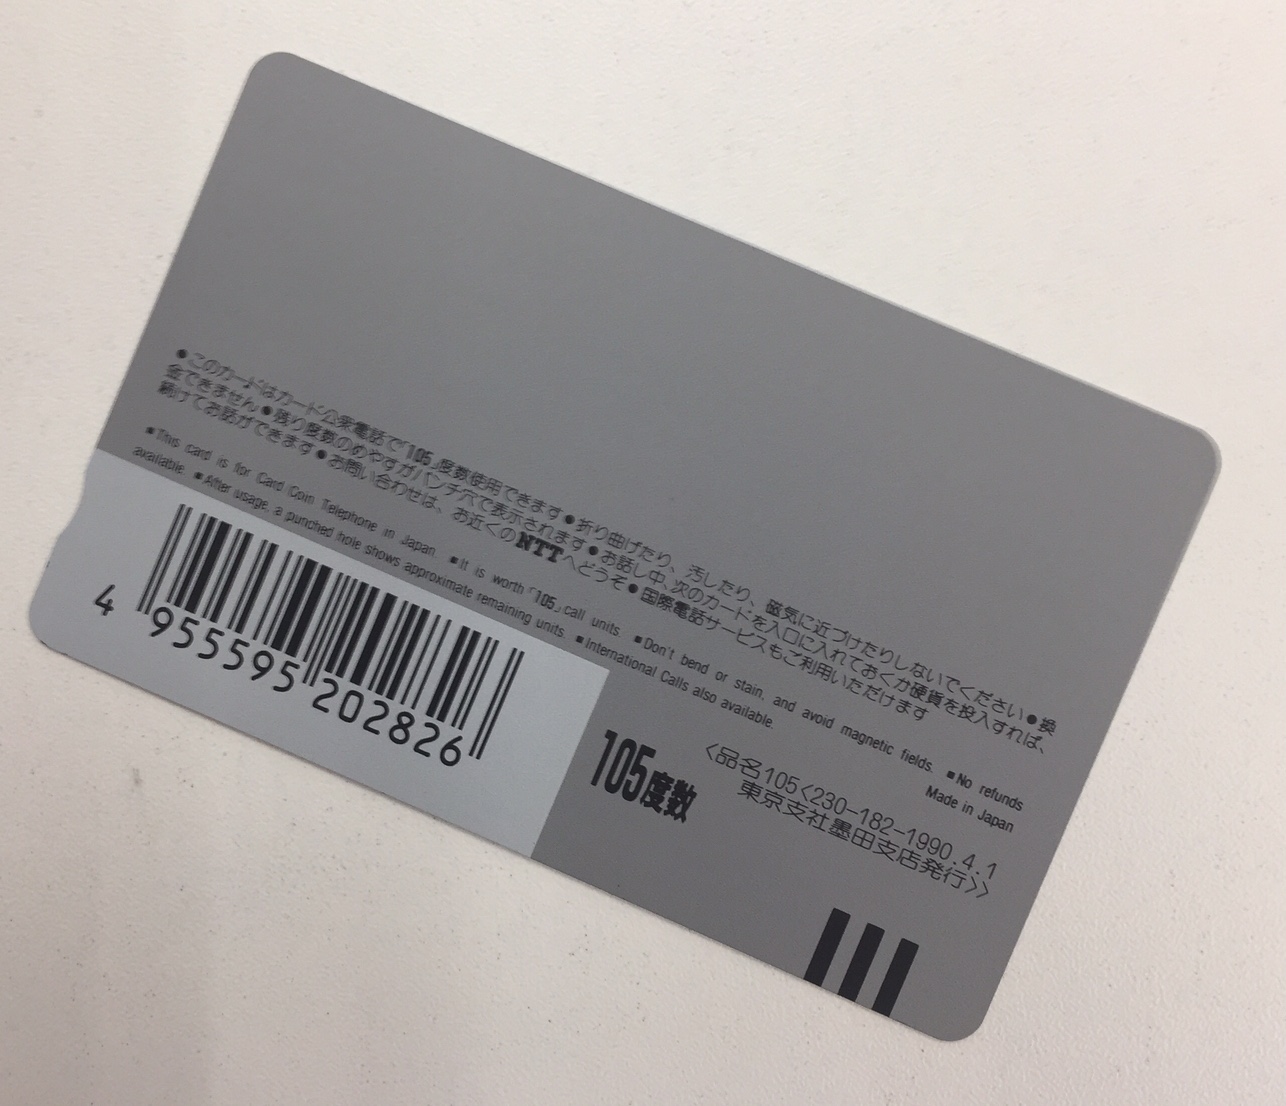 ●このカードはカード公衆電話で「105」度数使用できます●折り曲げたり、汚したり、磁気に近づけたりしないでください●換
金できません●残り度数のめやすがパンチ穴で表示されます●お話し中、次のカードを入口に入れておくか硬貨を投入すれば、
続けてお話ができます●お問い合わせは、お近くのNTTへどうぞ●国際電話サービスもご利用いただけます
■This card is for Card Coin Telephone in Japan ■It is worth「105」call units. ■Don't bend or stain, and avoid magnetic fields. ■No refunds
available. ■After usage, a punched hole shows approximate remaining units. ■International Calls also available.
Made in Japan
4 955595 202826
105度数
〈品名105〈230-182-1990.4.1
東京支社墨田支店発行〉〉